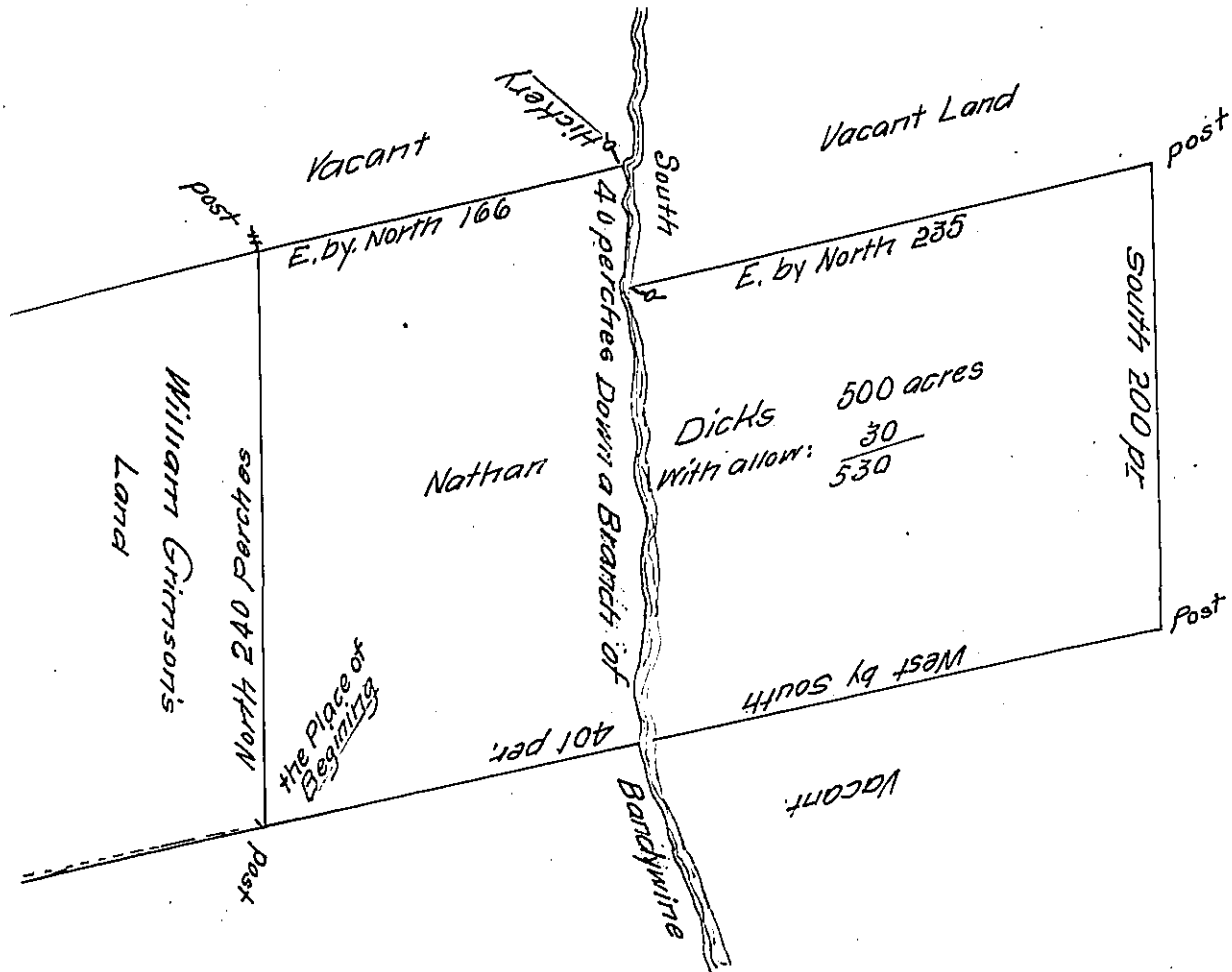 Hickery
a
Vacant
post
E. by. North 166
South
40 perches Down a Branch of
Bandywine
Vacant Land
post
E. by North 235
a
South 200 pr
post
William Grimson's
Land
North 240 perches
Nathan
Dicks 500 acres
With allow: 30
530
the Place of
Begining
West by South
401 per.
Vacant
post